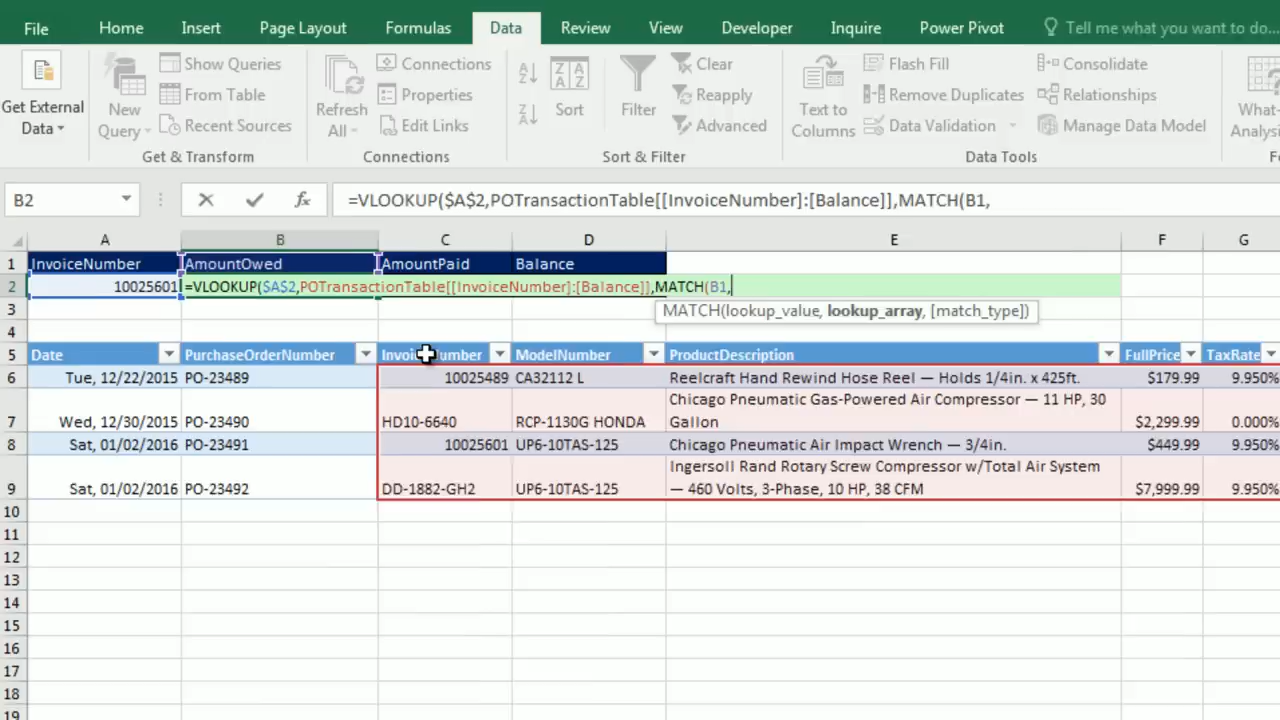 File Home Insert Page Layout Formulas Data Review View Developer Inquire Power Pivot Tell me what you want to do...
Get External Data
New Query
Show Queries
From Table
Recent Sources
Get & Transform
Refresh All
Connections
Properties
Edit Links
Connections
Sort
Filter
Clear
Reapply
Advanced
Sort & Filter
Text to Columns
Flash Fill
Remove Duplicates
Data Validation
Consolidate
Relationships
Manage Data Model
Data Tools
What-
B2 fx =VLOOKUP($A$2,POTransactionTable[[InvoiceNumber]:[Balance]],MATCH(B1,
A B C D E F G
1 InvoiceNumber AmountOwed AmountPaid Balance
2 10025601 =VLOOKUP($A$2,POTransactionTable[[InvoiceNumber]:[Balance]],MATCH(B1,
3 MATCH(lookup_value, lookup_array, [match_type])
4
5 Date PurchaseOrderNumber InvoiceNumber ModelNumber ProductDescription FullPrice TaxRate
6 Tue, 12/22/2015 PO-23489 10025489 CA32112 L Reelcraft Hand Rewind Hose Reel — Holds 1/4in. x 425ft. $179.99 9.950%
Chicago Pneumatic Gas-Powered Air Compressor — 11 HP, 30
7 Wed, 12/30/2015 PO-23490 HD10-6640 RCP-1130G HONDA Gallon $2,299.99 0.000%
8 Sat, 01/02/2016 PO-23491 10025601 UP6-10TAS-125 Chicago Pneumatic Air Impact Wrench — 3/4in. $449.99 9.950%
Ingersoll Rand Rotary Screw Compressor w/Total Air System
9 Sat, 01/02/2016 PO-23492 DD-1882-GH2 UP6-10TAS-125 — 460 Volts, 3-Phase, 10 HP, 38 CFM $7,999.99 9.950%
10
11
12
13
14
15
16
17
18
19